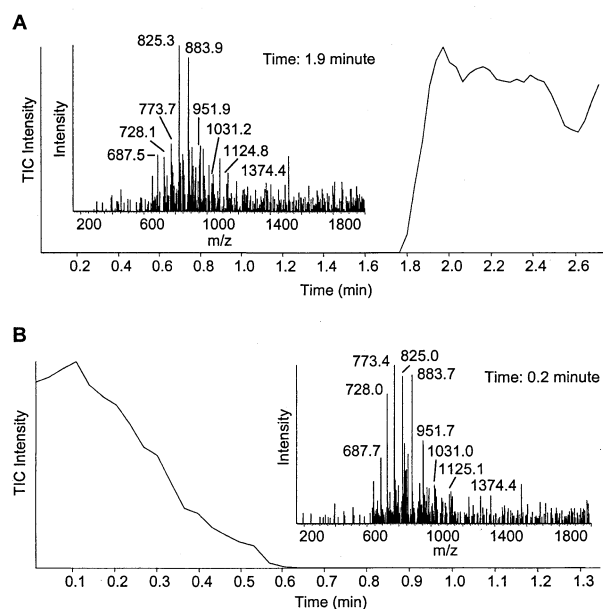 A
TIC Intensity
Intensity
825.3
883.9
Time: 1.9 minute
773.7
951.9
728.1
1031.2
687.5
1124.8
1374.4
200 600 1000 1400 1800
m/z
0.2 0.4 0.6 0.8 1.0 1.2 1.4 1.6 1.8 2.0 2.2 2.4 2.6
Time (min)
B
TIC Intensity
Intensity
773.4
825.0
883.7
Time: 0.2 minute
728.0
951.7
687.7
1031.0
1125.1
1374.4
200 600 1000 1400 1800
m/z
0.1 0.2 0.3 0.4 0.5 0.6 0.7 0.8 0.9 1.0 1.1 1.2 1.3
Time (min)